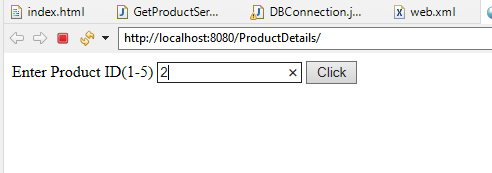 index.html GetProductSer... DBConnection.j... web.xml
http://localhost:8080/ProductDetails/
Enter Product ID(1-5) 2 Click